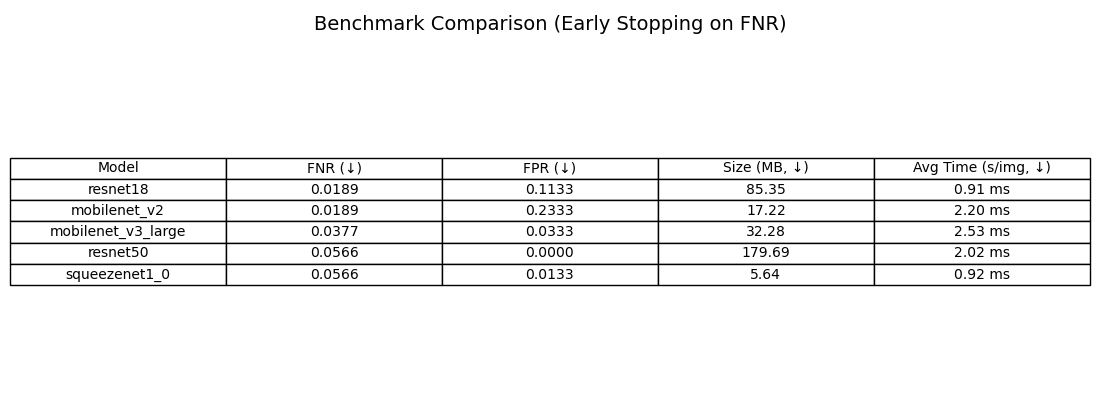 Benchmark Comparison (Early Stopping on FNR)
Model FNR (↓) FPR (↓) Size (MB, ↓) Avg Time (s/img, ↓)
resnet18 0.0189 0.1133 85.35 0.91 ms
mobilenet_v2 0.0189 0.2333 17.22 2.20 ms
mobilenet_v3_large 0.0377 0.0333 32.28 2.53 ms
resnet50 0.0566 0.0000 179.69 2.02 ms
squeezenet1_0 0.0566 0.0133 5.64 0.92 ms